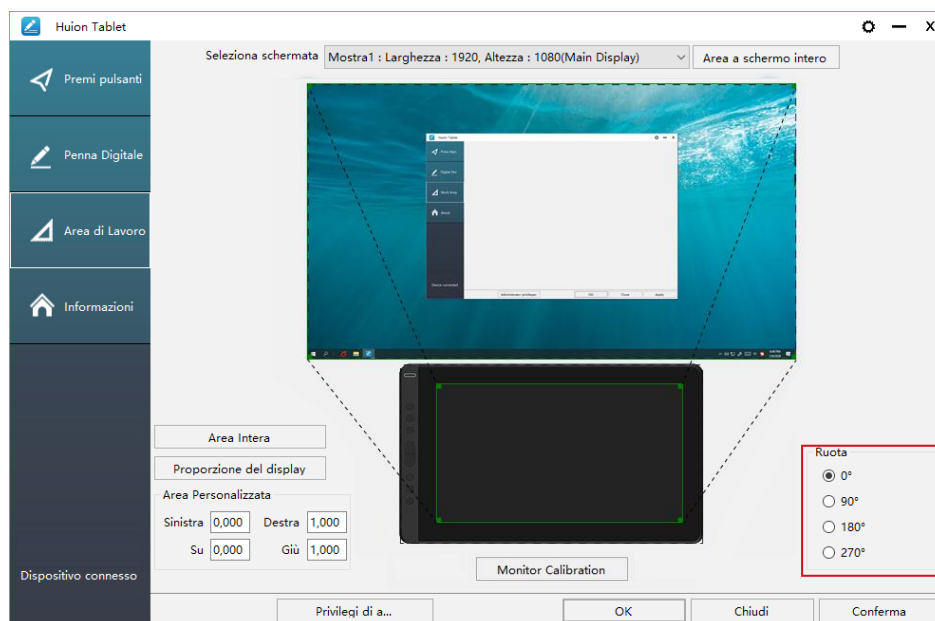 Huion Tablet
X
Premi pulsanti
Penna Digitale
Area di Lavoro
Informazioni
Dispositivo connesso
Seleziona schermata
Mostra1 : Larghezza : 1920, Altezza : 1080(Main Display)
Area a schermo intero
Huion Tablet
Area Intera
Proporzione del display
Area Personalizzata
Sinistra 0,000 Destra 1,000
Su 0,000 Giù 1,000
Monitor Calibration
Ruota
0°
90°
180°
270°
Privilegi di a...
OK
Chiudi
Conferma